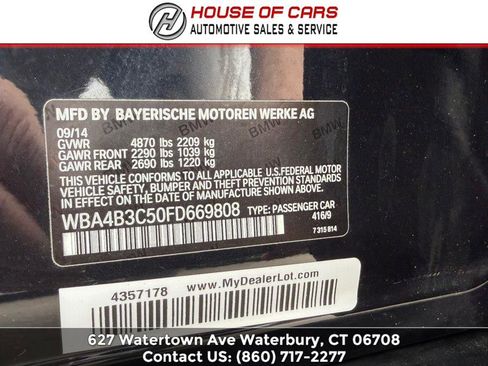 HOUSE OF CARS
AUTOMOTIVE SALES & SERVICE
MFD BY BAYERISCHE MOTOREN WERKE AG
09/14
GVWR 4870 lbs 2209 kg
GAWR FRONT 2290 lbs 1039 kg
GAWR REAR 2690 lbs 1220 kg
THIS VEHICLE CONFORMS TO ALL APPLICABLE U.S.FEDERAL MOTOR
VEHICLE SAFETY, BUMPER, AND THEFT PREVENTION STANDARDS IN
EFFECT ON THE DATE OF MANUFACTURE SHOWN ABOVE.
WBA4B3C50FD669808 TYPE: PASSENGER CAR
416/9
7 315 814
4357178 www.MyDealerLot.com
627 Watertown Ave Waterbury, CT 06708
Contact US: (860) 717-2277